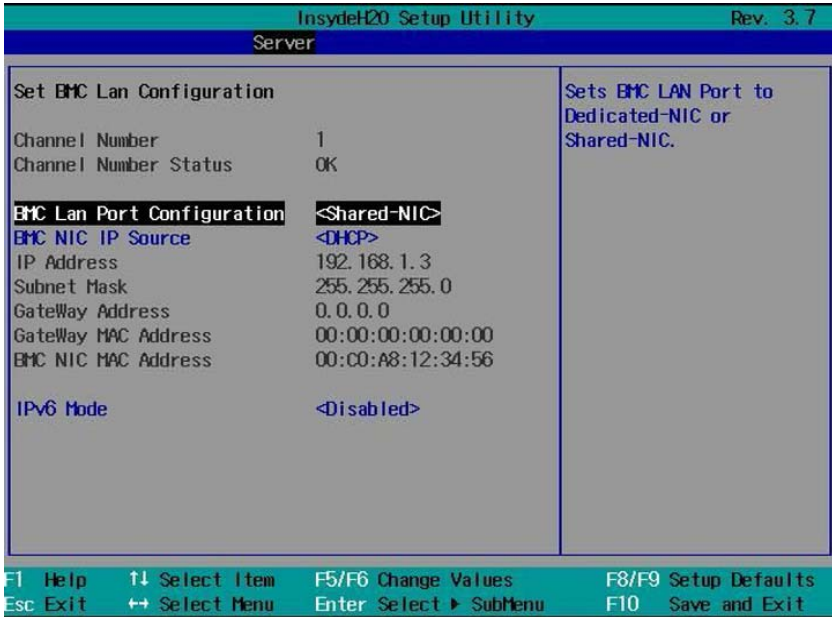 InsydeH20 Setup Utility Rev. 3.7
Server
Set BMC Lan Configuration
Channel Number 1
Channel Number Status OK
BMC Lan Port Configuration <Shared-NIC>
BMC NIC IP Source <DHCP>
IP Address 192.168.1.3
Subnet Mask 255.255.255.0
GateWay Address 0.0.0.0
GateWay MAC Address 00:00:00:00:00:00
BMC NIC MAC Address 00:C0:A8:12:34:56
IPv6 Mode <Disabled>
Sets BMC LAN Port to
Dedicated-NIC or
Shared-NIC.
F1 Help ↑↓ Select Item F5/F6 Change Values F8/F9 Setup Defaults
Esc Exit ↔ Select Menu Enter Select ▶ SubMenu F10 Save and Exit